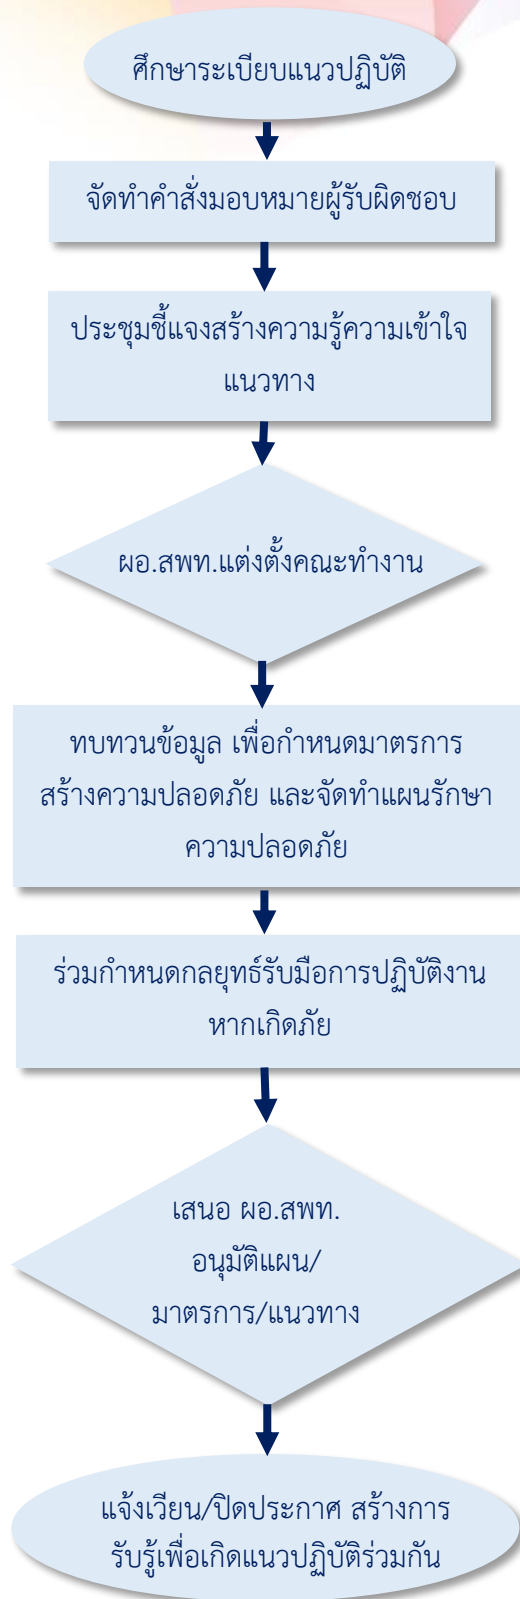 ศึกษาระเบียบแนวปฏิบัติ
จัดทำคำสั่งมอบหมายผู้รับผิดชอบ
ประชุมชี้แจงสร้างความรู้ความเข้าใจ
แนวทาง
ผอ.สพท.แต่งตั้งคณะทำงาน
ทบทวนข้อมูล เพื่อกำหนดมาตรการ
สร้างความปลอดภัย และจัดทำแผนรักษา
ความปลอดภัย
ร่วมกำหนดกลยุทธ์รับมือการปฏิบัติงาน
หากเกิดภัย
เสนอ ผอ.สพท.
อนุมัติแผน/
มาตรการ/แนวทาง
แจ้งเวียน/ปิดประกาศ สร้างการ
รับรู้เพื่อเกิดแนวปฏิบัติร่วมกัน